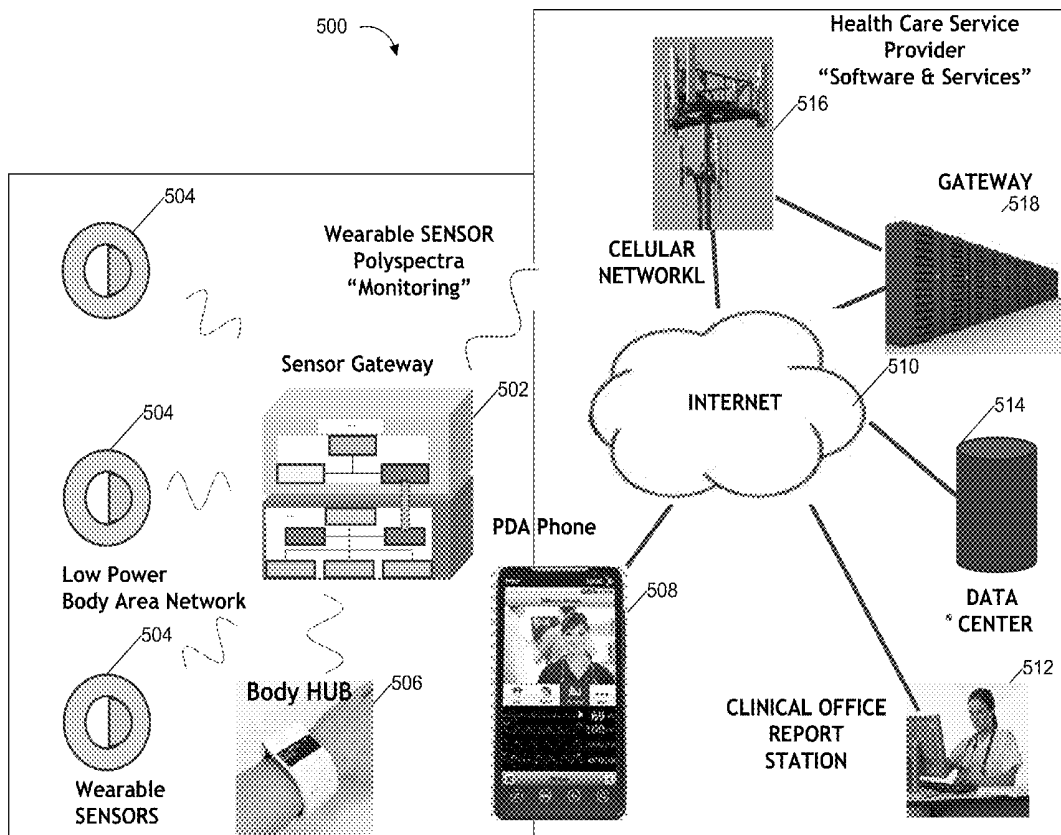 500
Health Care Service
Provider
“Software & Services”
516
504
Wearable SENSOR
Polyspectra
“Monitoring”
GATEWAY
518
CELULAR
NETWORKL
Sensor Gateway
502
504
510
INTERNET
514
PDA Phone
508
Low Power
Body Area Network
504
DATA
CENTER
Body HUB
506
512
CLINICAL OFFICE
REPORT
STATION
Wearable
SENSORS